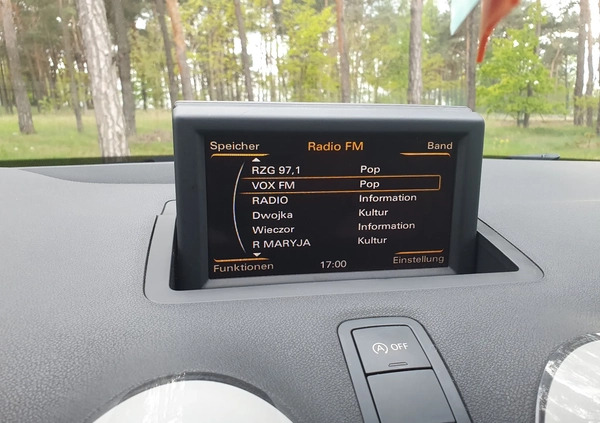 Speicher Radio FM Band
RZG 97,1 Pop
VOX FM Pop
RADIO Information
Dwojka Kultur
Wieczor Information
R MARYJA Kultur
Funktionen 17:00 Einstellung
A OFF